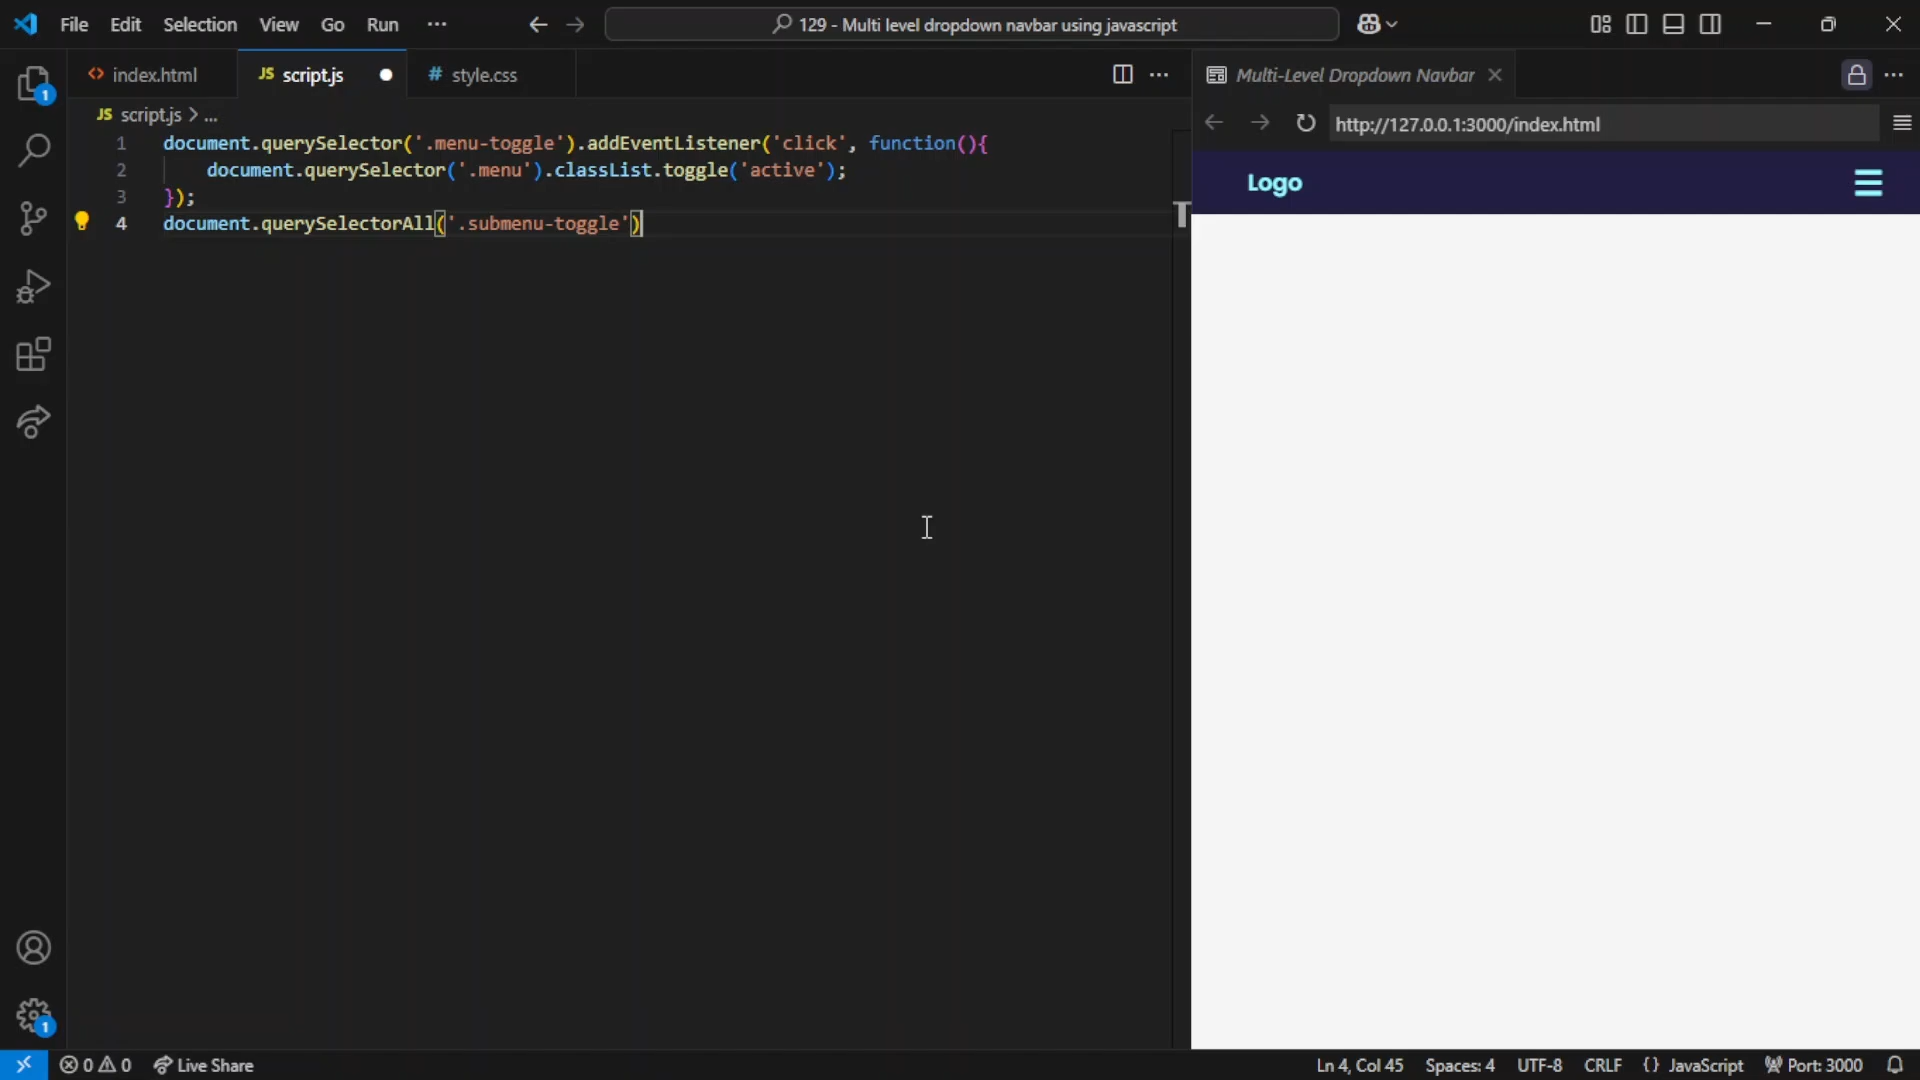 File Edit Selection View Go Run ···
129 - Multi level dropdown navbar using javascript
index.html
JS script.js
# style.css
Multi-Level Dropdown Navbar
JS script.js > ...
http://127.0.0.1:3000/index.html
1 document.querySelector('.menu-toggle').addEventListener('click', function(){
2 document.querySelector('.menu').classList.toggle('active');
3 });
4 document.querySelectorAll('.submenu-toggle')
Logo
T
1
1
0 0 Live Share
Ln 4, Col 45 Spaces: 4 UTF-8 CRLF {} JavaScript Port: 3000